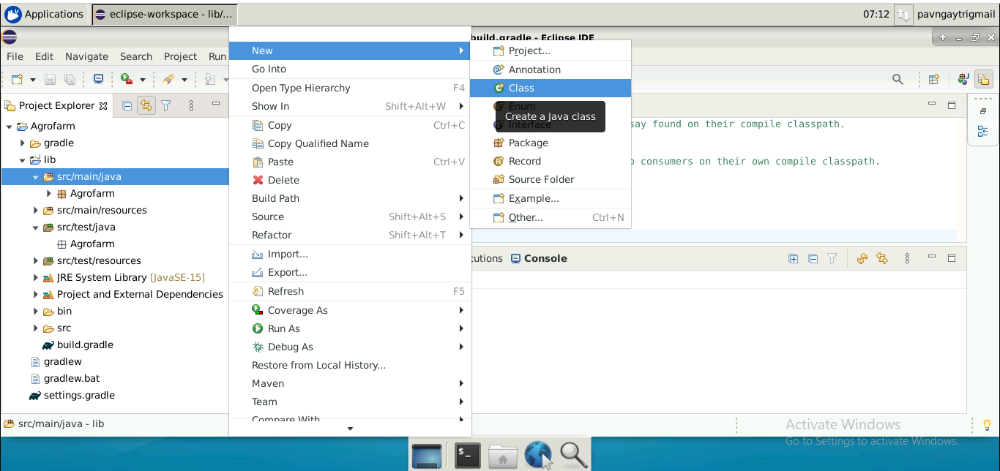 Applications
eclipse-workspace - lib/...
07:12
pavngaytrigmail
build.gradle - Eclipse IDE
File Edit Navigate Search Project Run
Project Explorer
Agrofarm
gradle
lib
src/main/java
Agrofarm
src/main/resources
src/test/java
Agrofarm
src/test/resources
JRE System Library [JavaSE-15]
Project and External Dependencies
bin
src
build.gradle
gradlew
gradlew.bat
settings.gradle
src/main/java - lib
New
Go Into
Open Type Hierarchy F4
Show In Shift+Alt+W
Copy Ctrl+C
Copy Qualified Name
Paste Ctrl+V
Delete
Build Path
Source Shift+Alt+S
Refactor Shift+Alt+T
Import...
Export...
Refresh F5
Coverage As
Run As
Debug As
Restore from Local History...
Maven
Team
Compare With
Project...
Annotation
Class
Enum
Create a Java class
Interface
Package
Record
Source Folder
Example...
Other... Ctrl+N
say found on their compile classpath.
o consumers on their own compile classpath.
cutions
Console
Activate Windows
Go to Settings to activate Windows.